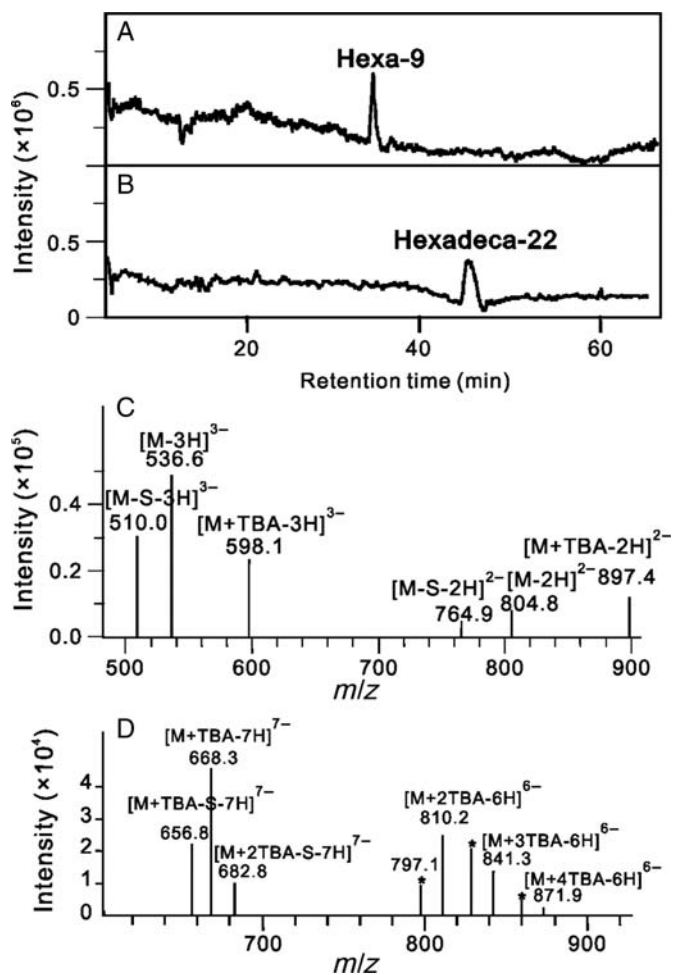 A
Hexa-9
0.5
Intensity (×10⁶)
B
Hexadeca-22
0.5
0.25
0
20 40 60
Retention time (min)
C
[M-3H]³⁻
536.6
[M-S-3H]³⁻
510.0
[M+TBA-3H]³⁻
598.1
[M+TBA-2H]²⁻
897.4
[M-S-2H]²⁻ [M-2H]²⁻
764.9 804.8
Intensity (×10⁵)
0.4
0.2
0.0
500 600 700 800 900
m/z
D
[M+TBA-7H]⁷⁻
668.3
[M+TBA-S-7H]⁷⁻
656.8
[M+2TBA-S-7H]⁷⁻
682.8
[M+2TBA-6H]⁶⁻
810.2
797.1
*
*
[M+3TBA-6H]⁶⁻
841.3
*
[M+4TBA-6H]⁶⁻
871.9
Intensity (×10⁴)
4
2
1
0
700 800 900
m/z